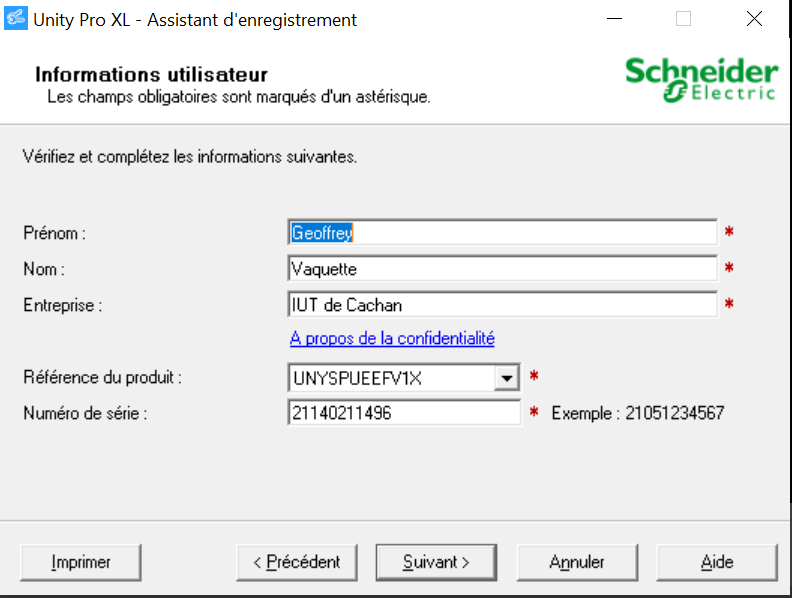 Unity Pro XL - Assistant d'enregistrement
Informations utilisateur
Les champs obligatoires sont marqués d'un astérisque.
Schneider
Electric
Vérifiez et complétez les informations suivantes.
Prénom : Geoffrey *
Nom : Vaquette *
Entreprise : IUT de Cachan *
A propos de la confidentialité
Référence du produit : UNYSPUEEFV1X *
Numéro de série : 21140211496 * Exemple : 21051234567
Imprimer < Précédent Suivant > Annuler Aide